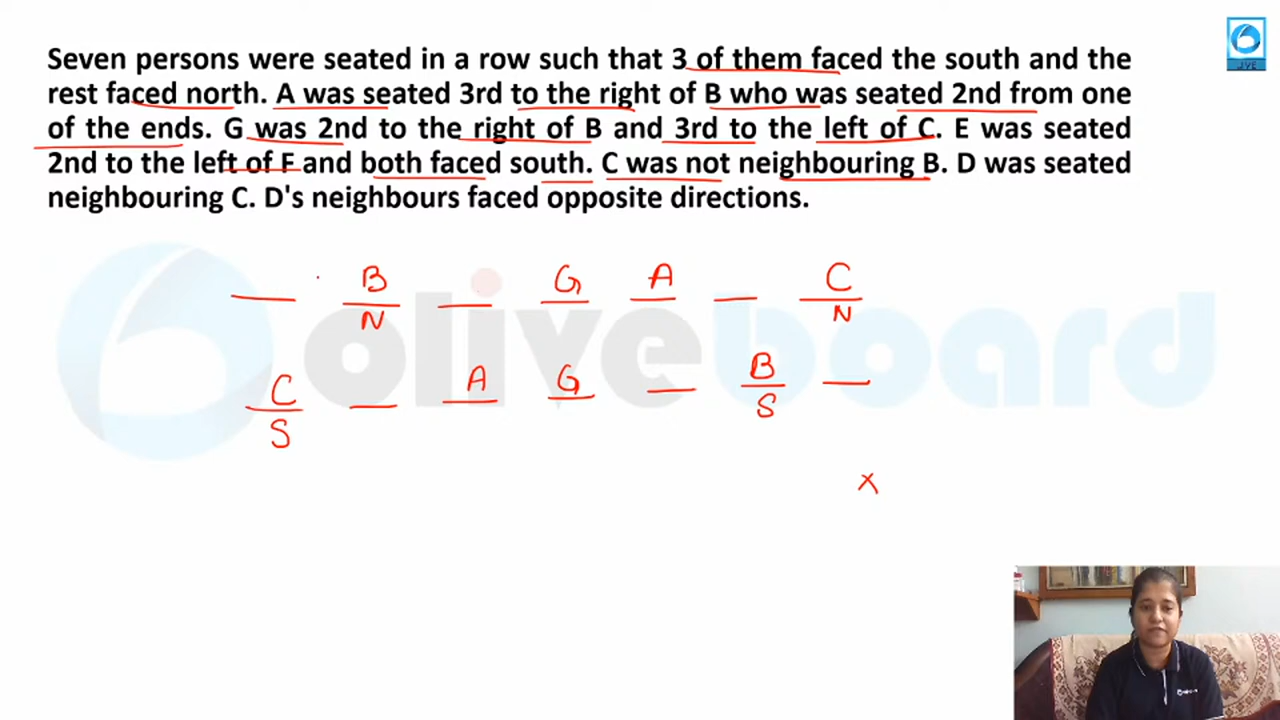 Seven persons were seated in a row such that 3 of them faced the south and the
rest faced north. A was seated 3rd to the right of B who was seated 2nd from one
of the ends. G was 2nd to the right of B and 3rd to the left of C. E was seated
2nd to the left of F and both faced south. C was not neighbouring B. D was seated
neighbouring C. D's neighbours faced opposite directions.
B G A C
N N
C A G B
S S
x
oliveboard
LIVE